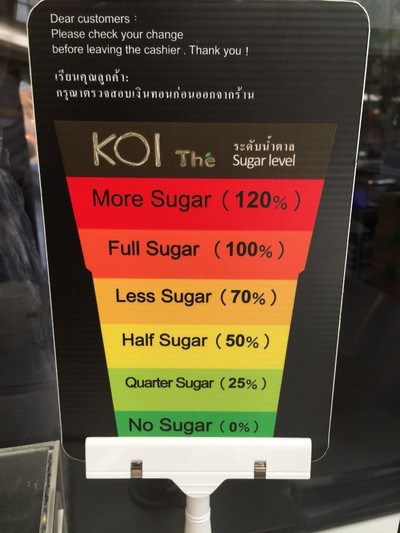 Dear customers :
Please check your change
before leaving the cashier . Thank you !
เรียนคุณลูกค้า:
กรุณาตรวจสอบเงินทอนก่อนออกจากร้าน
KOI Thé
ระดับน้ำตาล
Sugar level
More Sugar ( 120% )
Full Sugar ( 100% )
Less Sugar ( 70% )
Half Sugar ( 50% )
Quarter Sugar ( 25% )
No Sugar ( 0% )